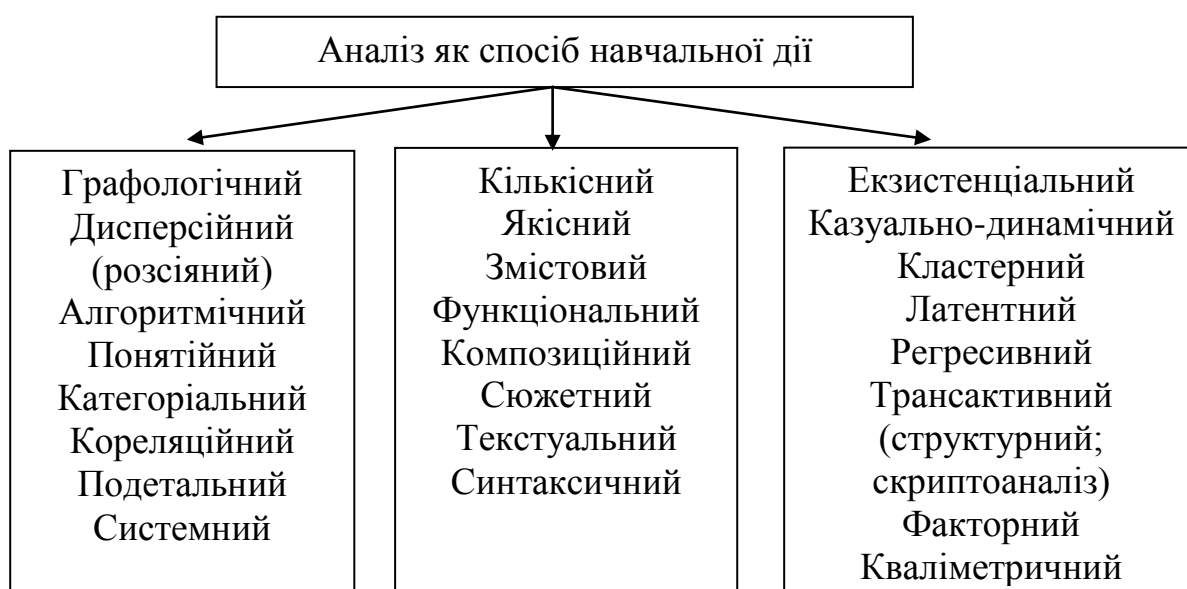 Аналіз як спосіб навчальної дії
Графологічний
Дисперсійний
(розсіяний)
Алгоритмічний
Понятійний
Категоріальний
Кореляційний
Подетальний
Системний
Кількісний
Якісний
Змістовий
Функціональний
Композиційний
Сюжетний
Текстуальний
Синтаксичний
Екзистенціальний
Казуально-динамічний
Кластерний
Латентний
Регресивний
Трансактивний
(структурний;
скриптоаналіз)
Факторний
Кваліметричний